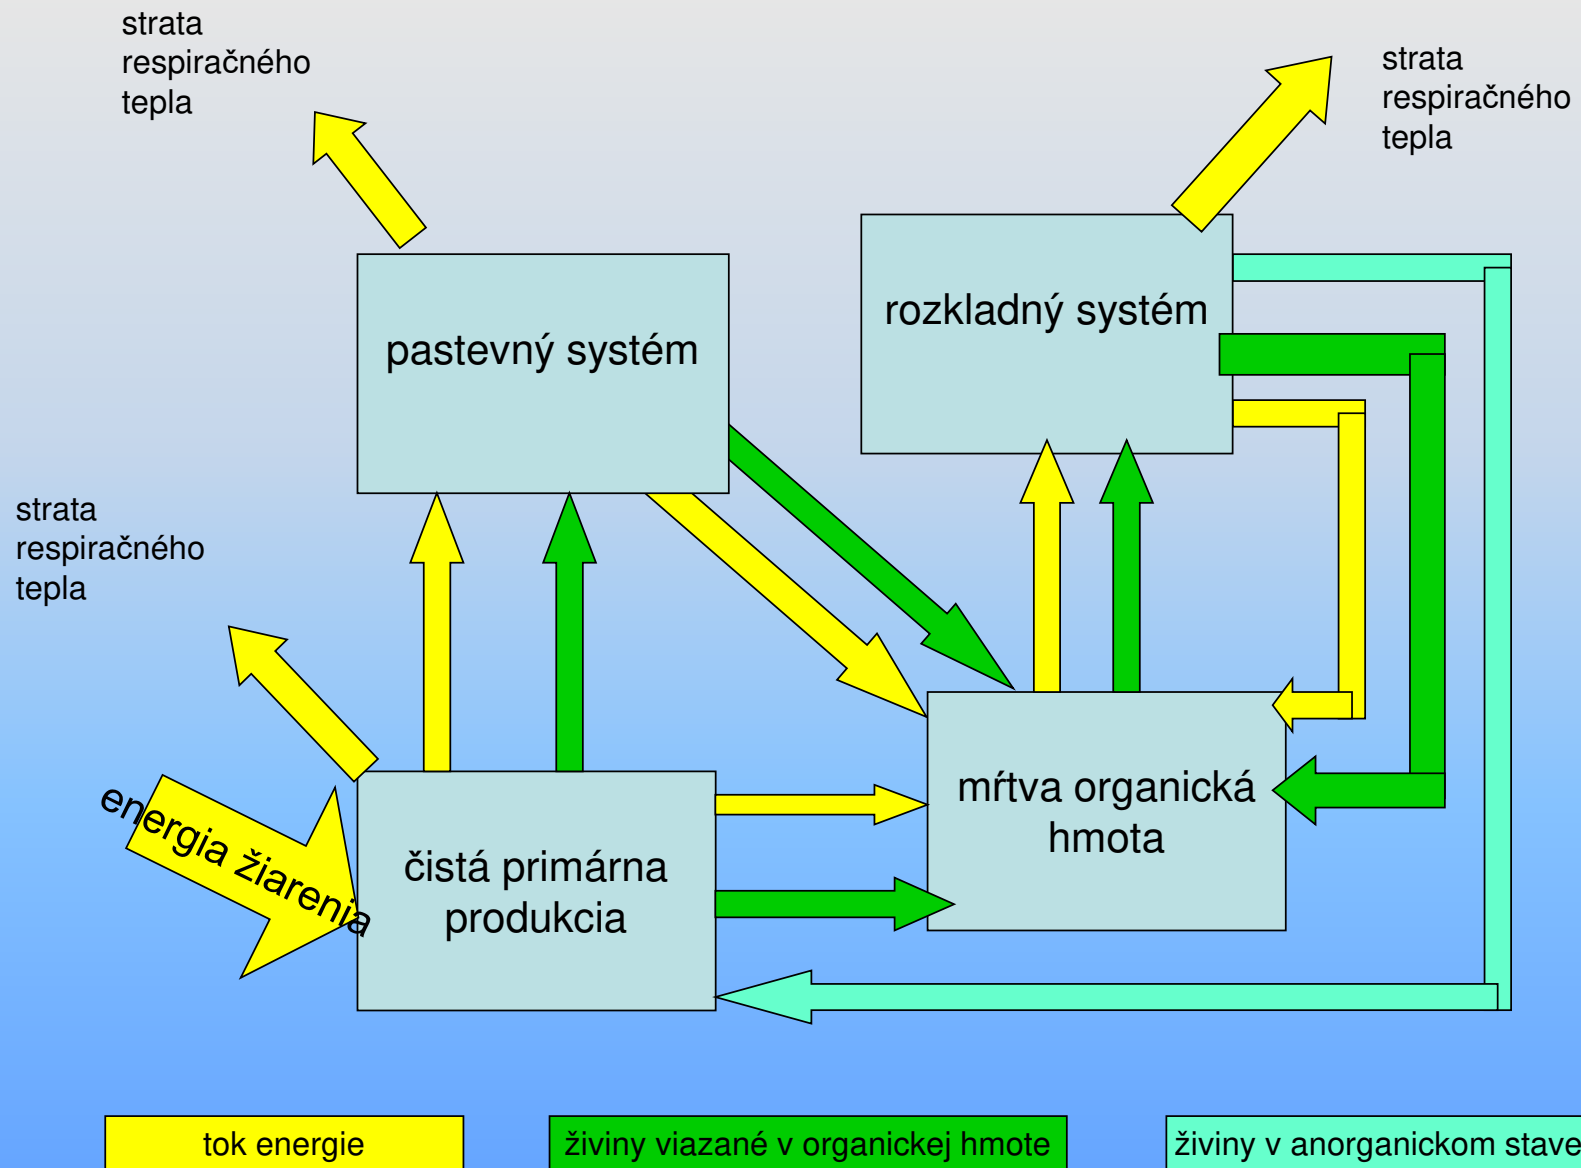 strata
respiračného
tepla
strata
respiračného
tepla
rozkladný systém
pastevný systém
strata
respiračného
tepla
energia žiarenia
mŕtva organická
hmota
čistá primárna
produkcia
tok energie
živiny viazané v organickej hmote
živiny v anorganickom stave